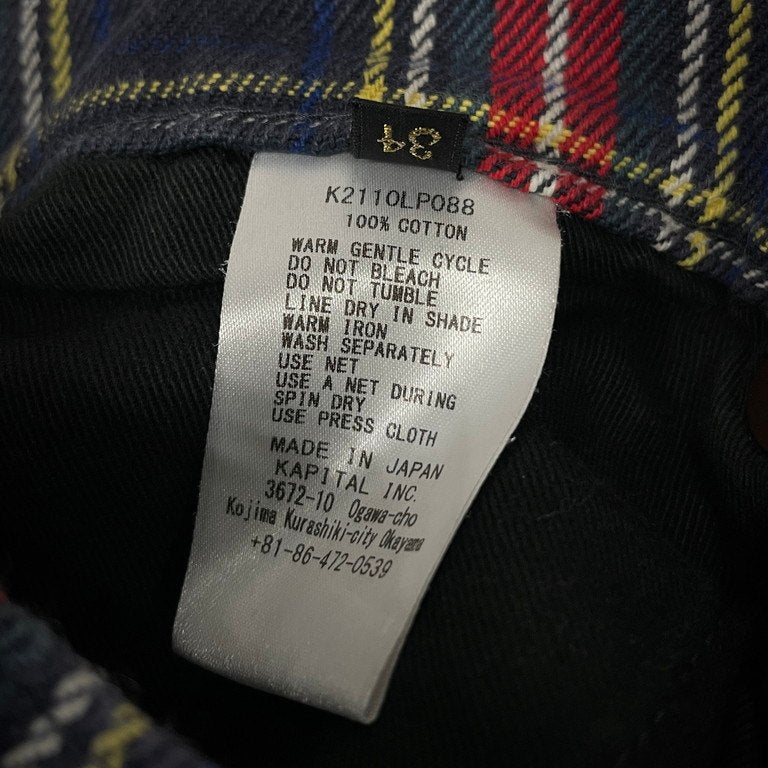 34
K2110LP088
100% COTTON
WARM GENTLE CYCLE
DO NOT BLEACH
DO NOT TUMBLE
LINE DRY IN SHADE
WARM IRON
WASH SEPARATELY
USE NET
USE A NET DURING
SPIN DRY
USE PRESS CLOTH
MADE IN JAPAN
KAPITAL INC.
3672-10 Ogawa-cho
Kojima Kurashiki-city Okayama
+81-86-472-0539